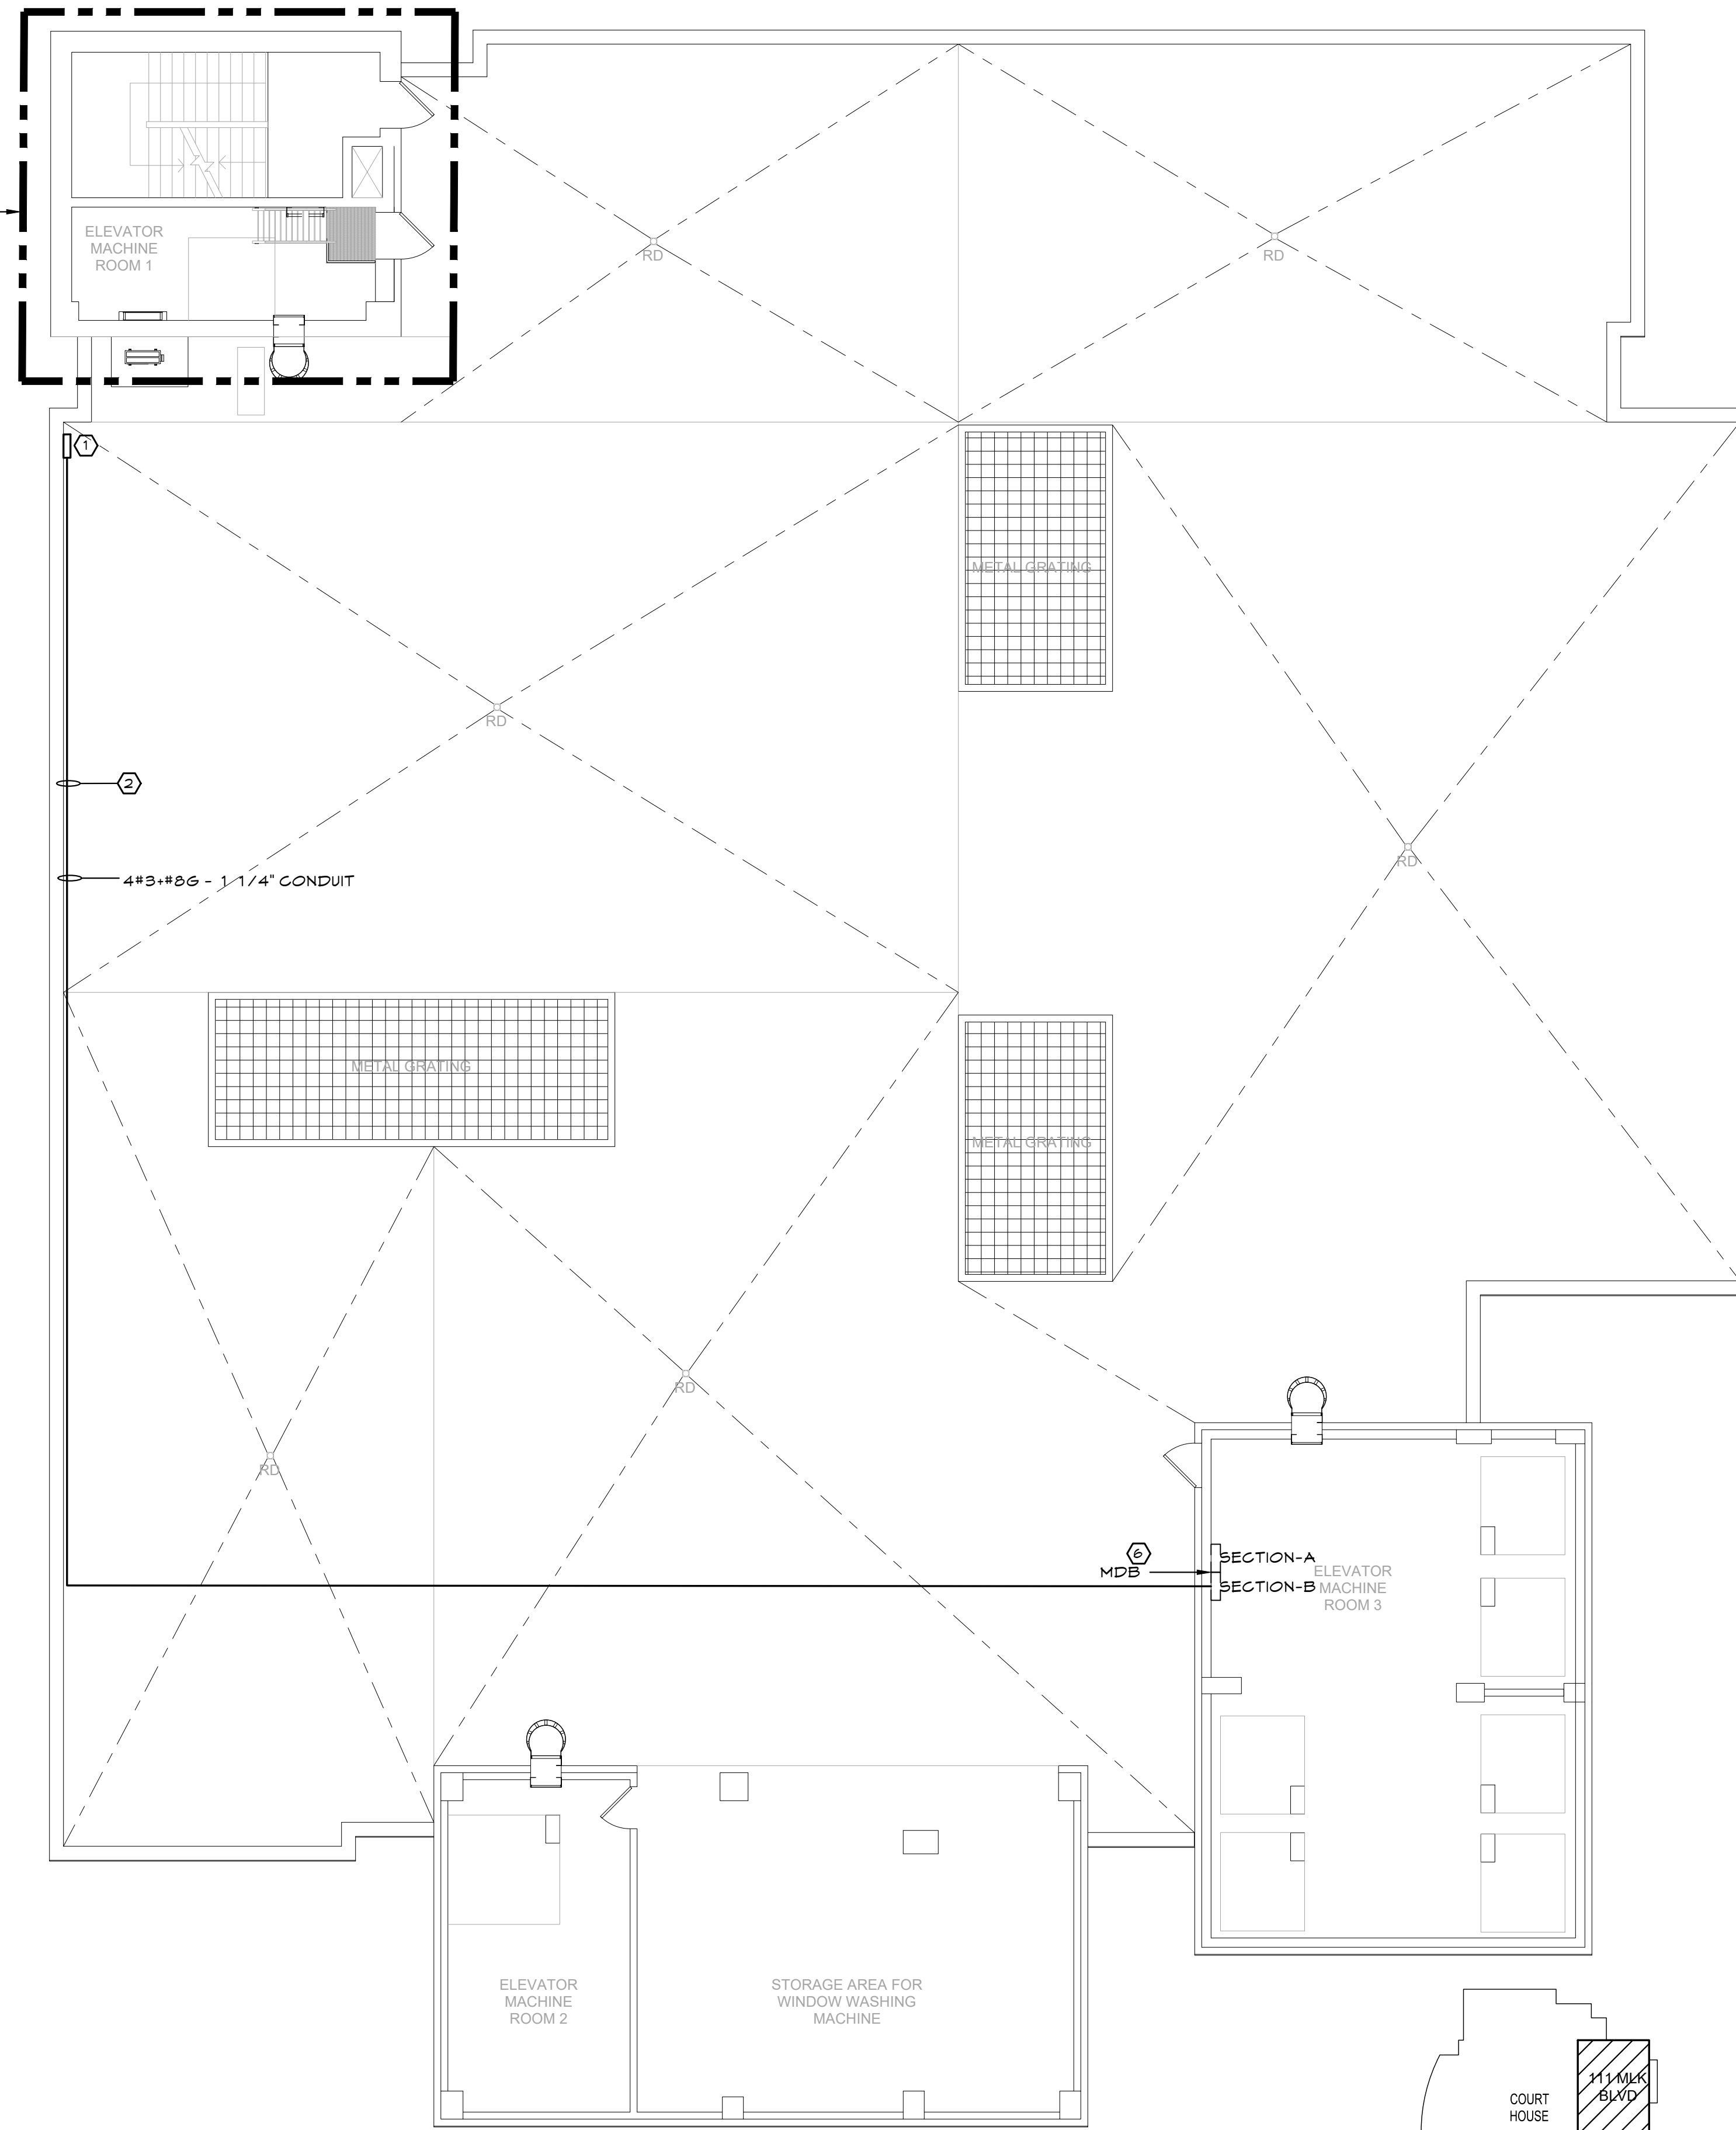 ELEVATOR
MACHINE
ROOM 1
RD
RD
1
METAL GRATING
RD
2
RD
4#3+#8G - 1 1/4" CONDUIT
METAL GRATING
METAL GRATING
RD
RD
6
MDB
SECTION-A
SECTION-B
ELEVATOR
MACHINE
ROOM 3
ELEVATOR
MACHINE
ROOM 2
STORAGE AREA FOR
WINDOW WASHING
MACHINE
111 MLK
BLVD
COURT
HOUSE